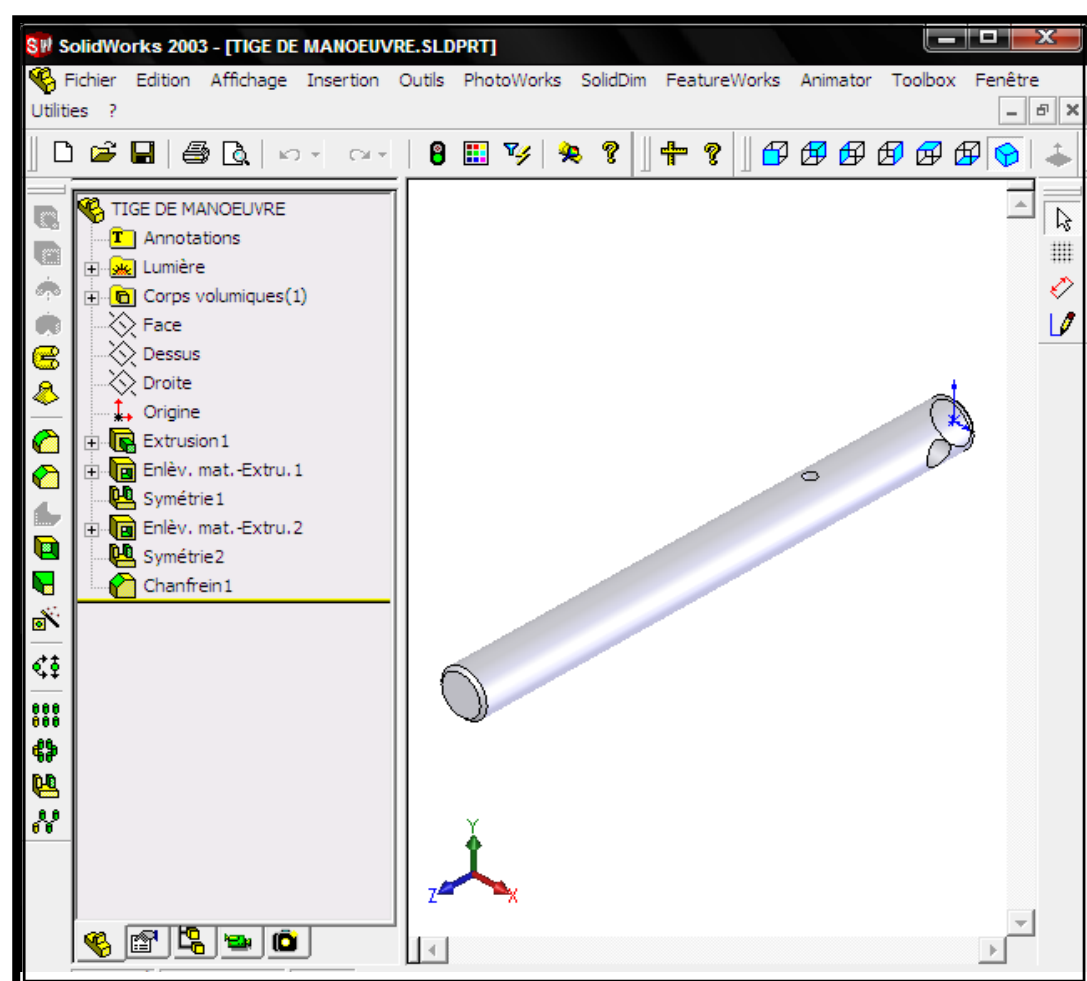 SW SolidWorks 2003 - [TIGE DE MANOEUVRE.SLDPRT]
Fichier Edition Affichage Insertion Outils PhotoWorks SolidDim FeatureWorks Animator Toolbox Fenêtre
Utilities ?
TIGE DE MANOEUVRE
Annotations
Lumière
Corps volumiques(1)
Face
Dessus
Droite
Origine
Extrusion1
Enlèv. mat.-Extru.1
Symétrie1
Enlèv. mat.-Extru.2
Symétrie2
Chanfrein1
Y
Z X